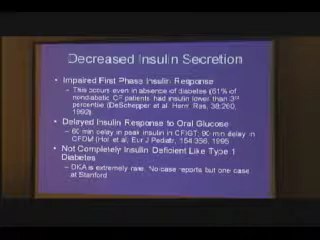 Decreased Insulin Secretion
• Impaired First Phase Insulin Response
– This occurs even in absence of diabetes (61% of
nondiabetic CF patients had insulin lower than 3rd
percentile (DeSchepper et al. Horm. Res, 38:260,
1992).
• Delayed Insulin Response to Oral Glucose
– 60 min delay in peak insulin in CFIGT; 90 min delay in
CFDM (Hol et al, Eur J Pediatr, 154:356, 1995
• Not Completely Insulin Deficient Like Type 1
Diabetes
– DKA is extremely rare. No case reports but one case
at Stanford